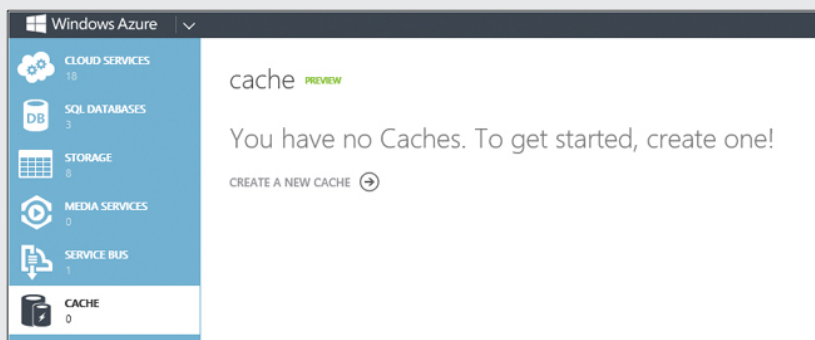 Windows Azure
CLOUD SERVICES
18
SQL DATABASES
3
STORAGE
8
MEDIA SERVICES
0
SERVICE BUS
1
CACHE
0
cache PREVIEW
You have no Caches. To get started, create one!
CREATE A NEW CACHE
DB